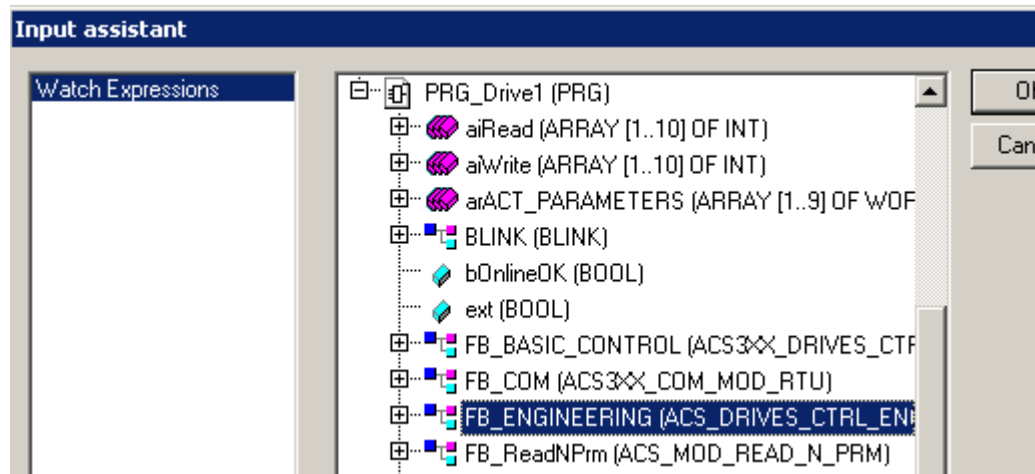 Input assistant
Watch Expressions
PRG_Drive1 (PRG)
aiRead (ARRAY [1..10] OF INT)
aiWrite (ARRAY [1..10] OF INT)
arACT_PARAMETERS (ARRAY [1..9] OF WOF
BLINK (BLINK)
bOnlineOK (BOOL)
ext (BOOL)
FB_BASIC_CONTROL (ACS3XX_DRIVES_CTF
FB_COM (ACS3XX_COM_MOD_RTU)
FB_ENGINEERING (ACS_DRIVES_CTRL_EN
FB_ReadNPrm (ACS_MOD_READ_N_PRM)
Can